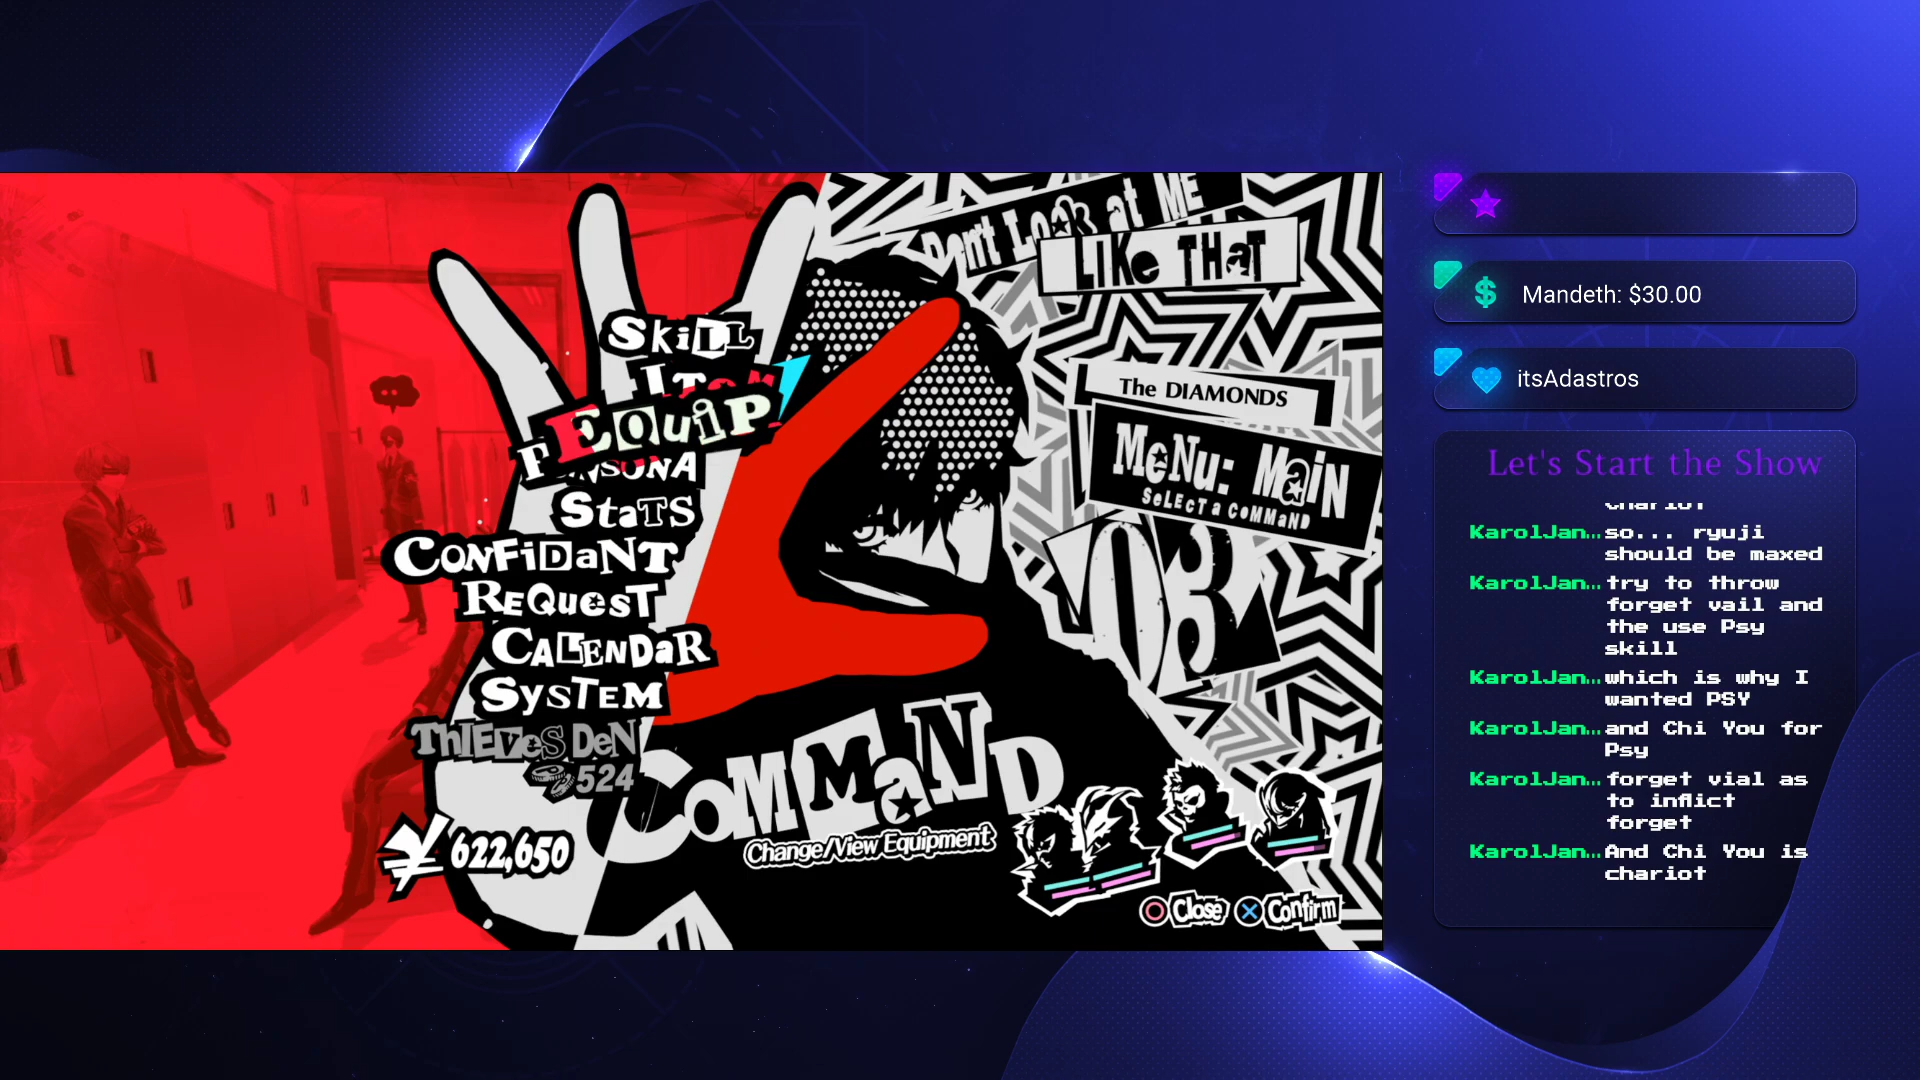 Don't Look at ME
LIKe THaT
SKiLL
ITeM
EQuiP
PeRSONA
StaTS
CONFiDaNT
ReQuesT
CALENDaR
SYSTEM
THIEVeS DeN
524
¥ 622,650
The DIAMONDS
MeNu: MaiN
SeLEcT a CoMMaND
03
CoMMaND
Change/View Equipment
Close Confirm
$ Mandeth: $30.00
itsAdastros
Let's Start the Show
KarolJan... so... ryuji
should be maxed
KarolJan... try to throw
forget vail and
the use Psy
skill
KarolJan... which is why I
wanted PSY
KarolJan... and Chi You for
Psy
KarolJan... forget vial as
to inflict
forget
KarolJan... And Chi You is
chariot